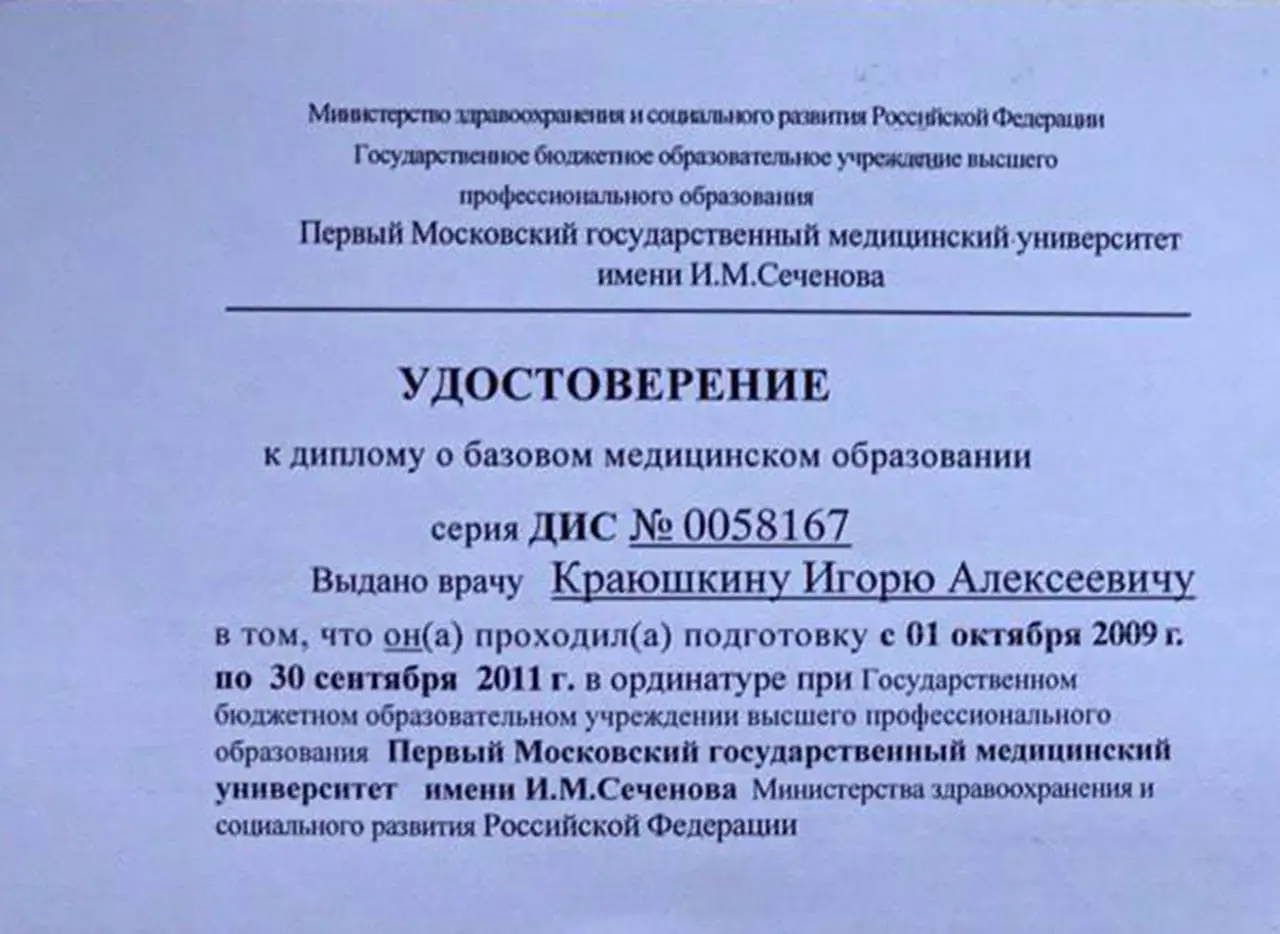 Министерство здравоохранения и социального развития Российской Федерации
Государственное бюджетное образовательное учреждение высшего
профессионального образования
Первый Московский государственный медицинский университет
имени И.М.Сеченова
УДОСТОВЕРЕНИЕ
к диплому о базовом медицинском образовании
серия ДИС № 0058167
Выдано врачу Краюшкину Игорю Алексеевичу
в том, что он(а) проходил(а) подготовку с 01 октября 2009 г.
по 30 сентября 2011 г. в ординатуре при Государственном
бюджетном образовательном учреждении высшего профессионального
образования Первый Московский государственный медицинский
университет имени И.М.Сеченова Министерства здравоохранения и
социального развития Российской Федерации